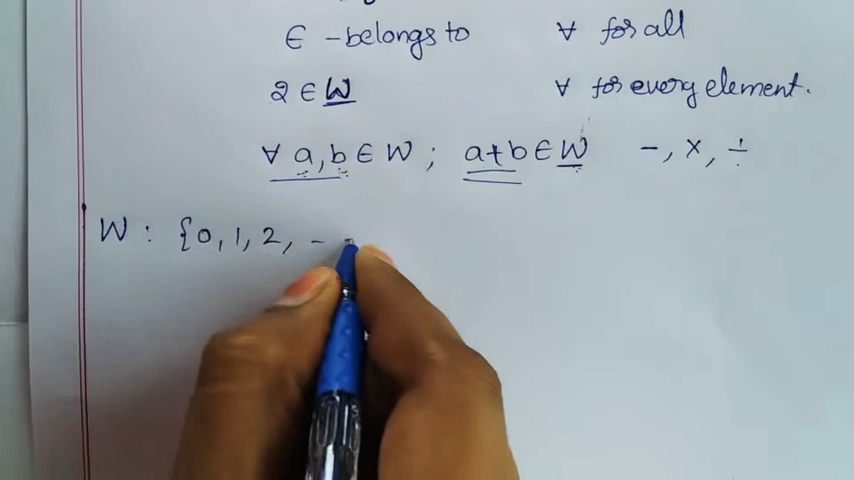 ∈ - belongs to ∀ for all
2 ∈ W ∀ for every element.
∀ a, b ∈ W ; a+b ∈ W -, ×, ÷
W : {0, 1, 2, - -